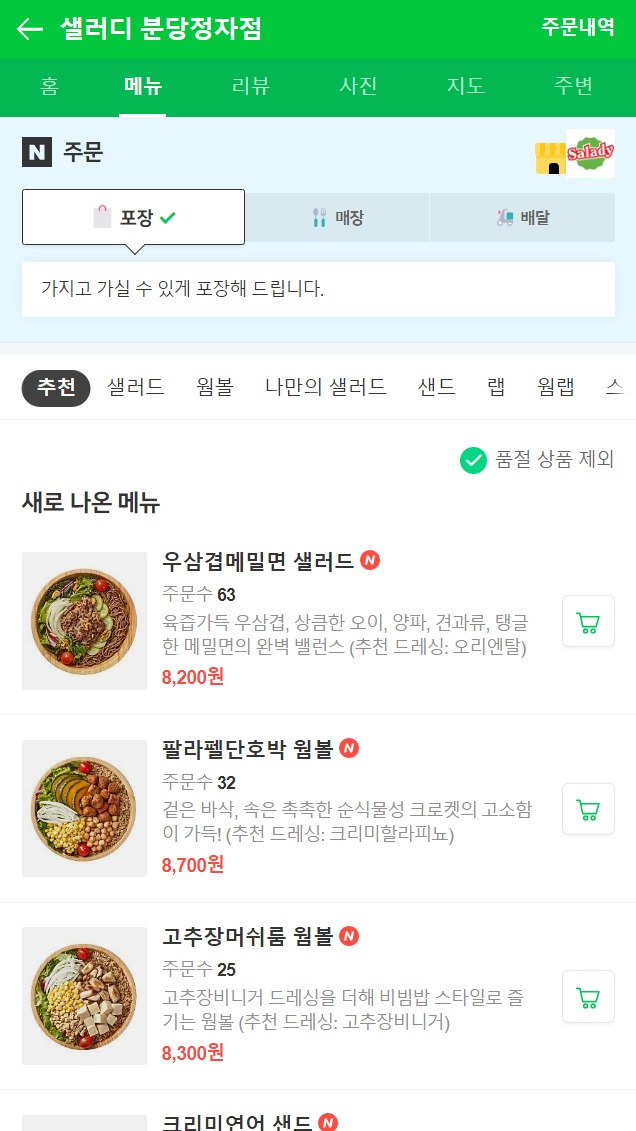 샐러디 분당정자점
주문내역
홈 메뉴 리뷰 사진 지도 주변
N 주문
Salady
포장 매장 배달
가지고 가실 수 있게 포장해 드립니다.
추천 샐러드 웜볼 나만의 샐러드 샌드 랩 웜랩
품절 상품 제외
새로 나온 메뉴
우삼겹메밀면 샐러드 N
주문수 63
육즙가득 우삼겹, 상큼한 오이, 양파, 견과류, 탱글
한 메밀면의 완벽 밸런스 (추천 드레싱: 오리엔탈)
8,200원
팔라펠단호박 웜볼 N
주문수 32
겉은 바삭, 속은 촉촉한 순식물성 크로켓의 고소함
이 가득! (추천 드레싱: 크리미할라피뇨)
8,700원
고추장머쉬룸 웜볼 N
주문수 25
고추장비니거 드레싱을 더해 비빔밥 스타일로 즐
기는 웜볼 (추천 드레싱: 고추장비니거)
8,300원
크리미연어 샌드 N